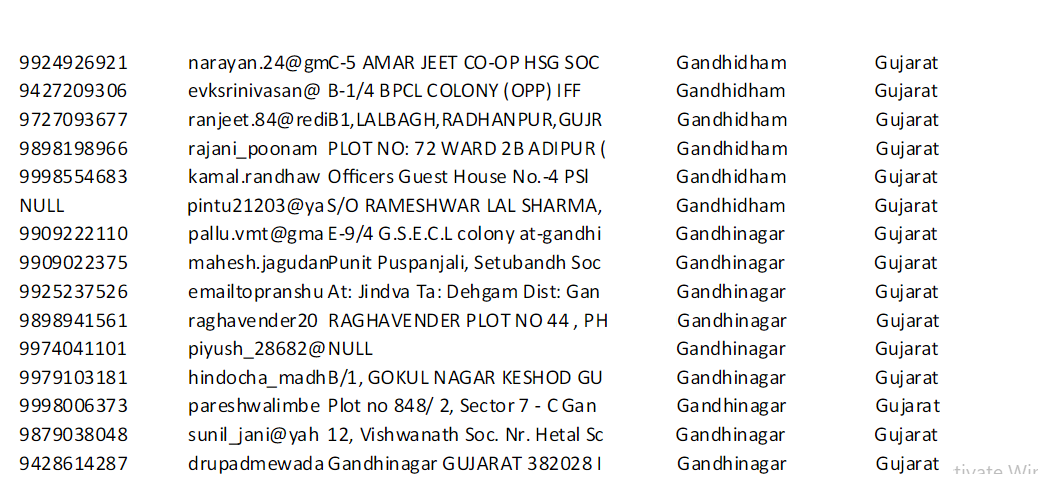 9924926921 narayan.24@gmC-5 AMAR JEET CO-OP HSG SOC Gandhidham Gujarat
9427209306 evksrinivasan@ B-1/4 BPCL COLONY (OPP) IFF Gandhidham Gujarat
9727093677 ranjeet.84@rediB1,LALBAGH,RADHANPUR,GUJR Gandhidham Gujarat
9898198966 rajani_poonam PLOT NO: 72 WARD 2B ADIPUR ( Gandhidham Gujarat
9998554683 kamal.randhaw Officers Guest House No.-4 PSl Gandhidham Gujarat
NULL pintu21203@yaS/O RAMESHWAR LAL SHARMA, Gandhidham Gujarat
9909222110 pallu.vmt@gma E-9/4 G.S.E.C.L colony at-gandhi Gandhinagar Gujarat
9909022375 mahesh.jagudanPunit Puspanjali, Setubandh Soc Gandhinagar Gujarat
9925237526 emailtopranshu At: Jindva Ta: Dehgam Dist: Gan Gandhinagar Gujarat
9898941561 raghavender20 RAGHAVENDER PLOT NO 44 , PH Gandhinagar Gujarat
9974041101 piyush_28682@NULL Gandhinagar Gujarat
9979103181 hindocha_madhB/1, GOKUL NAGAR KESHOD GU Gandhinagar Gujarat
9998006373 pareshwalimbe Plot no 848/ 2, Sector 7 - C Gan Gandhinagar Gujarat
9879038048 sunil_jani@yah 12, Vishwanath Soc. Nr. Hetal Sc Gandhinagar Gujarat
9428614287 drupadmewada Gandhinagar GUJARAT 382028 I Gandhinagar Gujarat